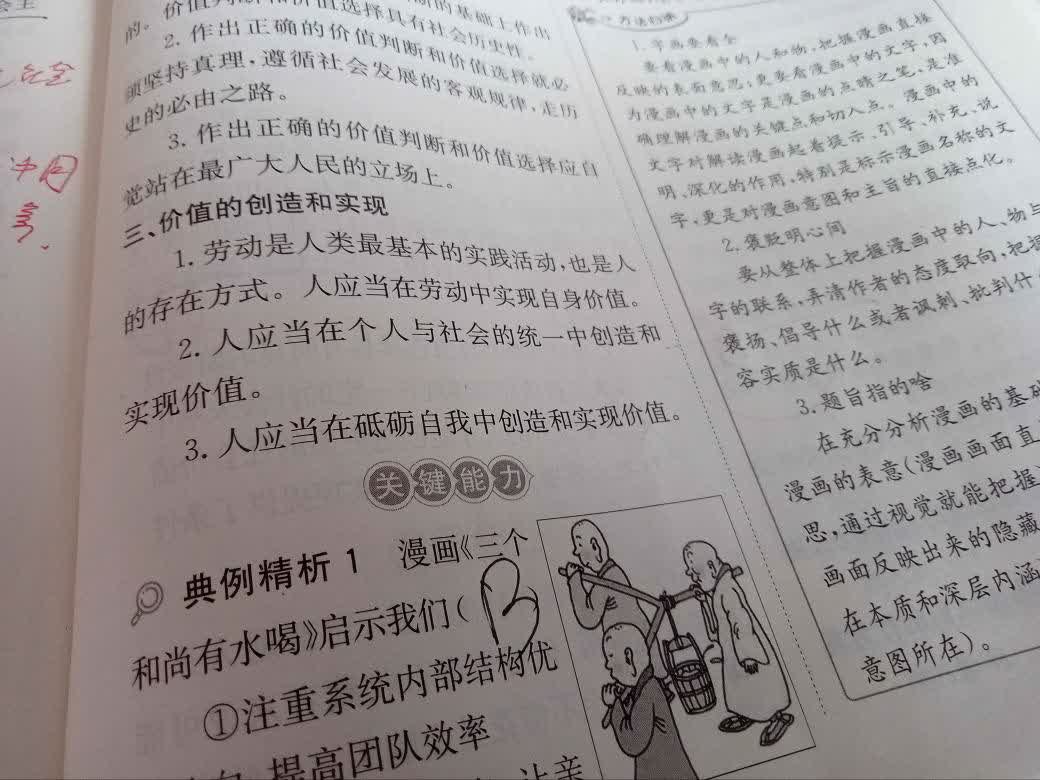 的。价值判断和价值选择具有社会历史性。
2. 作出正确的价值判断和价值选择就必
须坚持真理，遵循社会发展的客观规律，走历
史的必由之路。
3. 作出正确的价值判断和价值选择应自
觉站在最广大人民的立场上。
三、价值的创造和实现
1. 劳动是人类最基本的实践活动，也是人
的存在方式。人应当在劳动中实现自身价值。
2. 人应当在个人与社会的统一中创造和
实现价值。
3. 人应当在砥砺自我中创造和实现价值。
关键能力
典例精析 1 漫画《三个
和尚有水喝》启示我们( B
①注重系统内部结构优
提高团队效率
让亲
方法归纳
1. 字画要看全
要看漫画中的人和物，把握漫画直接
反映的表面意思；更要看漫画中的文字，因
为漫画中的文字是漫画的点睛之笔，是准
确理解漫画的关键点和切入点。漫画中的
文字对解读漫画起着提示、引导、补充、说
明、深化的作用，特别是标示漫画名称的文
字，更是对漫画意图和主旨的直接点化。
2. 褒贬明心间
要从整体上把握漫画中的人、物与
字的联系，弄清作者的态度取向，把握
褒扬、倡导什么或者讽刺、批判什
容实质是什么。
3. 题旨指的啥
在充分分析漫画的基础
漫画的表意(漫画画面直
思，通过视觉就能把握
画面反映出来的隐藏
在本质和深层内涵
意图所在)。
中国